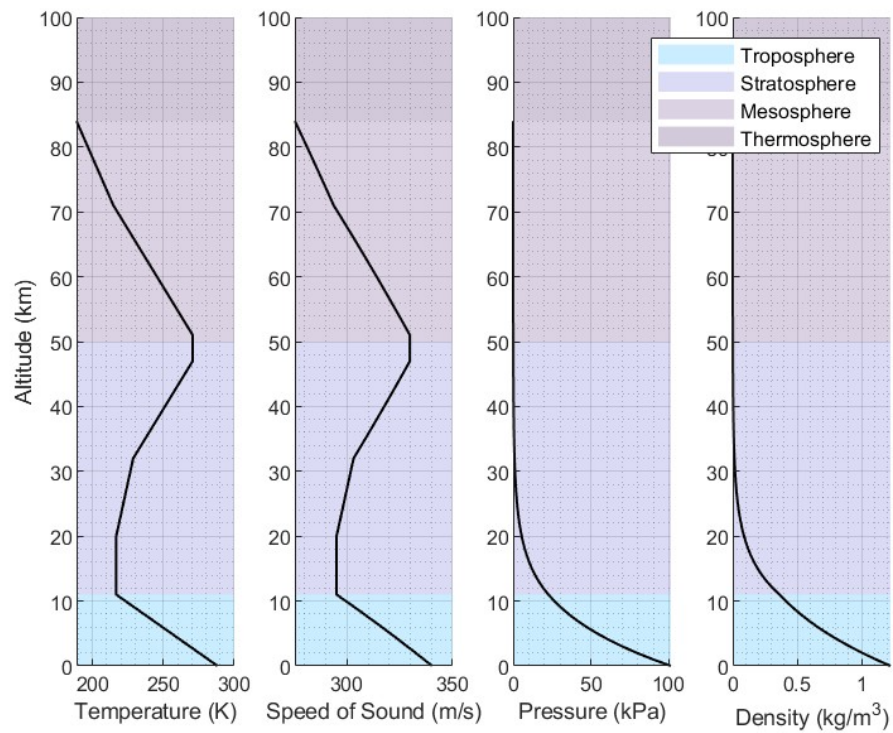 100 100 100 100
90 90 90
80 80 80
70 70 70 70
60 60 60 60
50 50 50 50
40 40 40 40
30 30 30 30
20 20 20 20
10 10 10 10
0 0 0 0
Altitude (km)
200 250 300
Temperature (K)
300 350
Speed of Sound (m/s)
0 50 100
Pressure (kPa)
0 0.5 1
Density (kg/m³)
Troposphere
Stratosphere
Mesosphere
Thermosphere